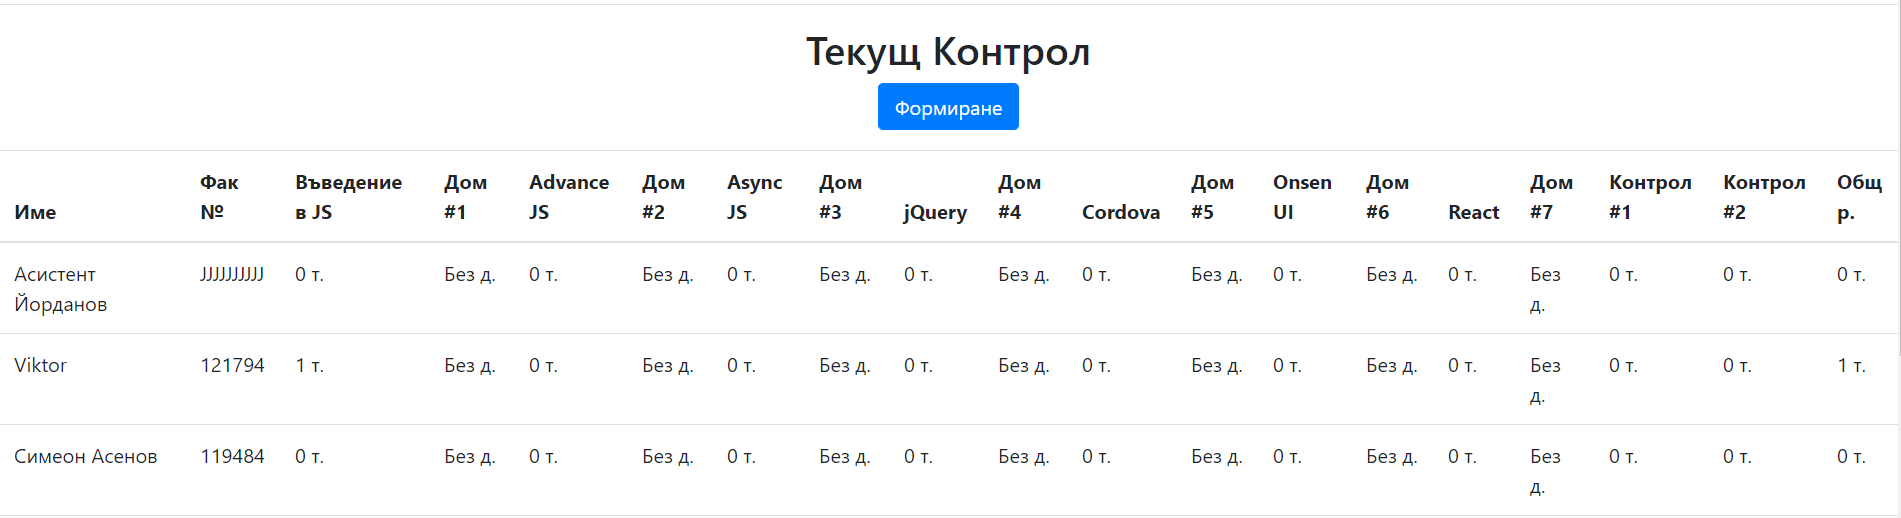 Текущ Контрол
Формиране
Име Фак № Въведение в JS Дом #1 Advance JS Дом #2 Async JS Дом #3 jQuery Дом #4 Cordova Дом #5 Onsen UI Дом #6 React Дом #7 Контрол #1 Контрол #2 Общ р.
Асистент Йорданов JJJJJJJJJJ 0 т. Без д. 0 т. Без д. 0 т. Без д. 0 т. Без д. 0 т. Без д. 0 т. Без д. 0 т. Без д. 0 т. 0 т. 0 т.
Viktor 121794 1 т. Без д. 0 т. Без д. 0 т. Без д. 0 т. Без д. 0 т. Без д. 0 т. Без д. 0 т. Без д. 0 т. 0 т. 1 т.
Симеон Асенов 119484 0 т. Без д. 0 т. Без д. 0 т. Без д. 0 т. Без д. 0 т. Без д. 0 т. Без д. 0 т. Без д. 0 т. 0 т. 0 т.